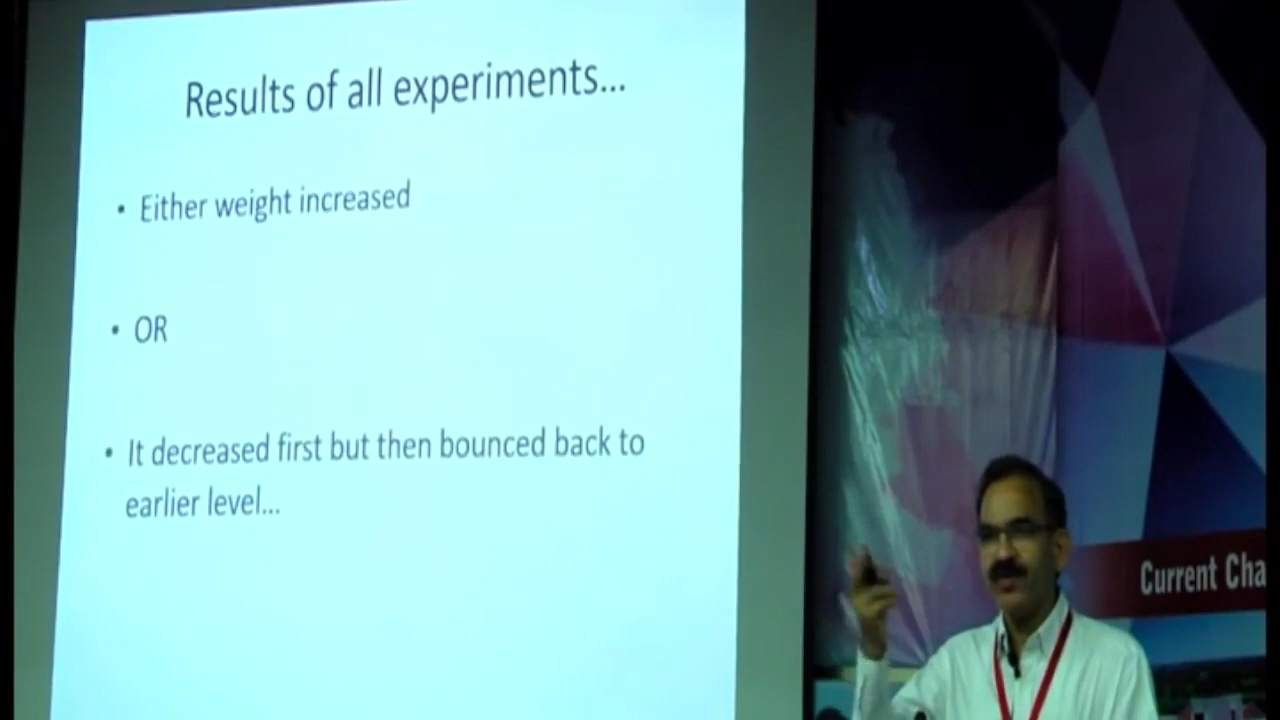 Results of all experiments...
• Either weight increased
• OR
• It decreased first but then bounced back to
earlier level...
Current Cha